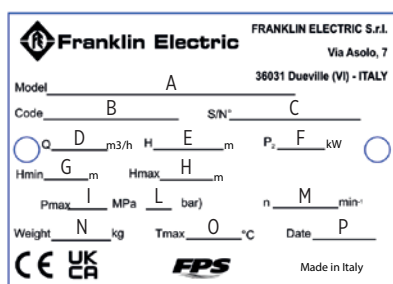 Franklin Electric
FRANKLIN ELECTRIC S.r.l.
Via Asolo, 7
36031 Dueville (VI) - ITALY
Model A
Code B S/N° C
Q D m3/h H E m P₂ F kW
Hmin G m Hmax H m
Pmax I MPa L bar) n M min⁻¹
Weight N kg Tmax O °C Date P
CE UK CA FPS Made in Italy